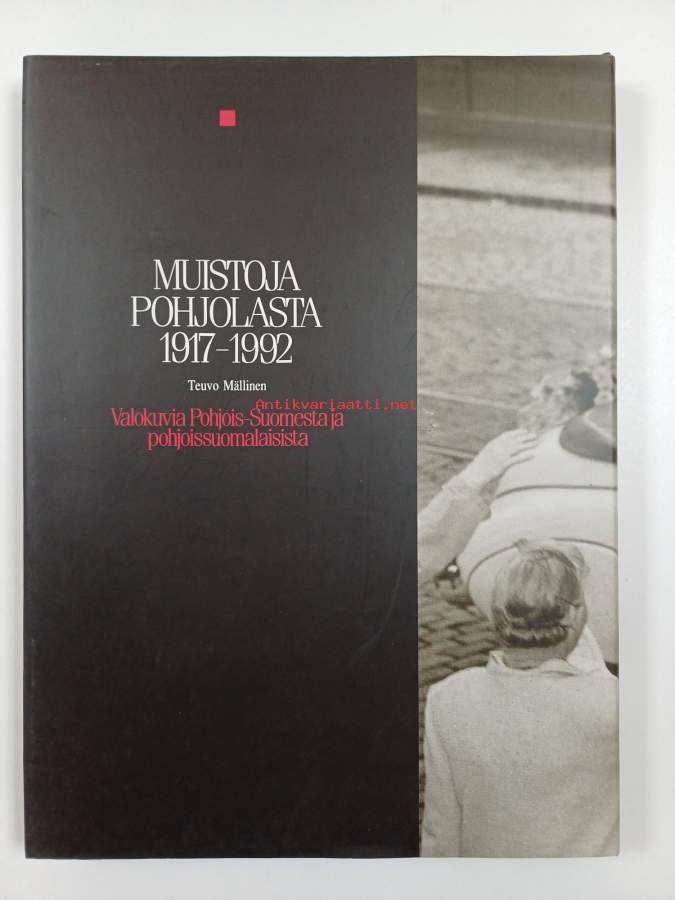 MUISTOJA
POHJOLASTA
1917–1992
Teuvo Mällinen
Antikvariaatti.net
Valokuvia Pohjois-Suomesta ja
pohjoissuomalaisista